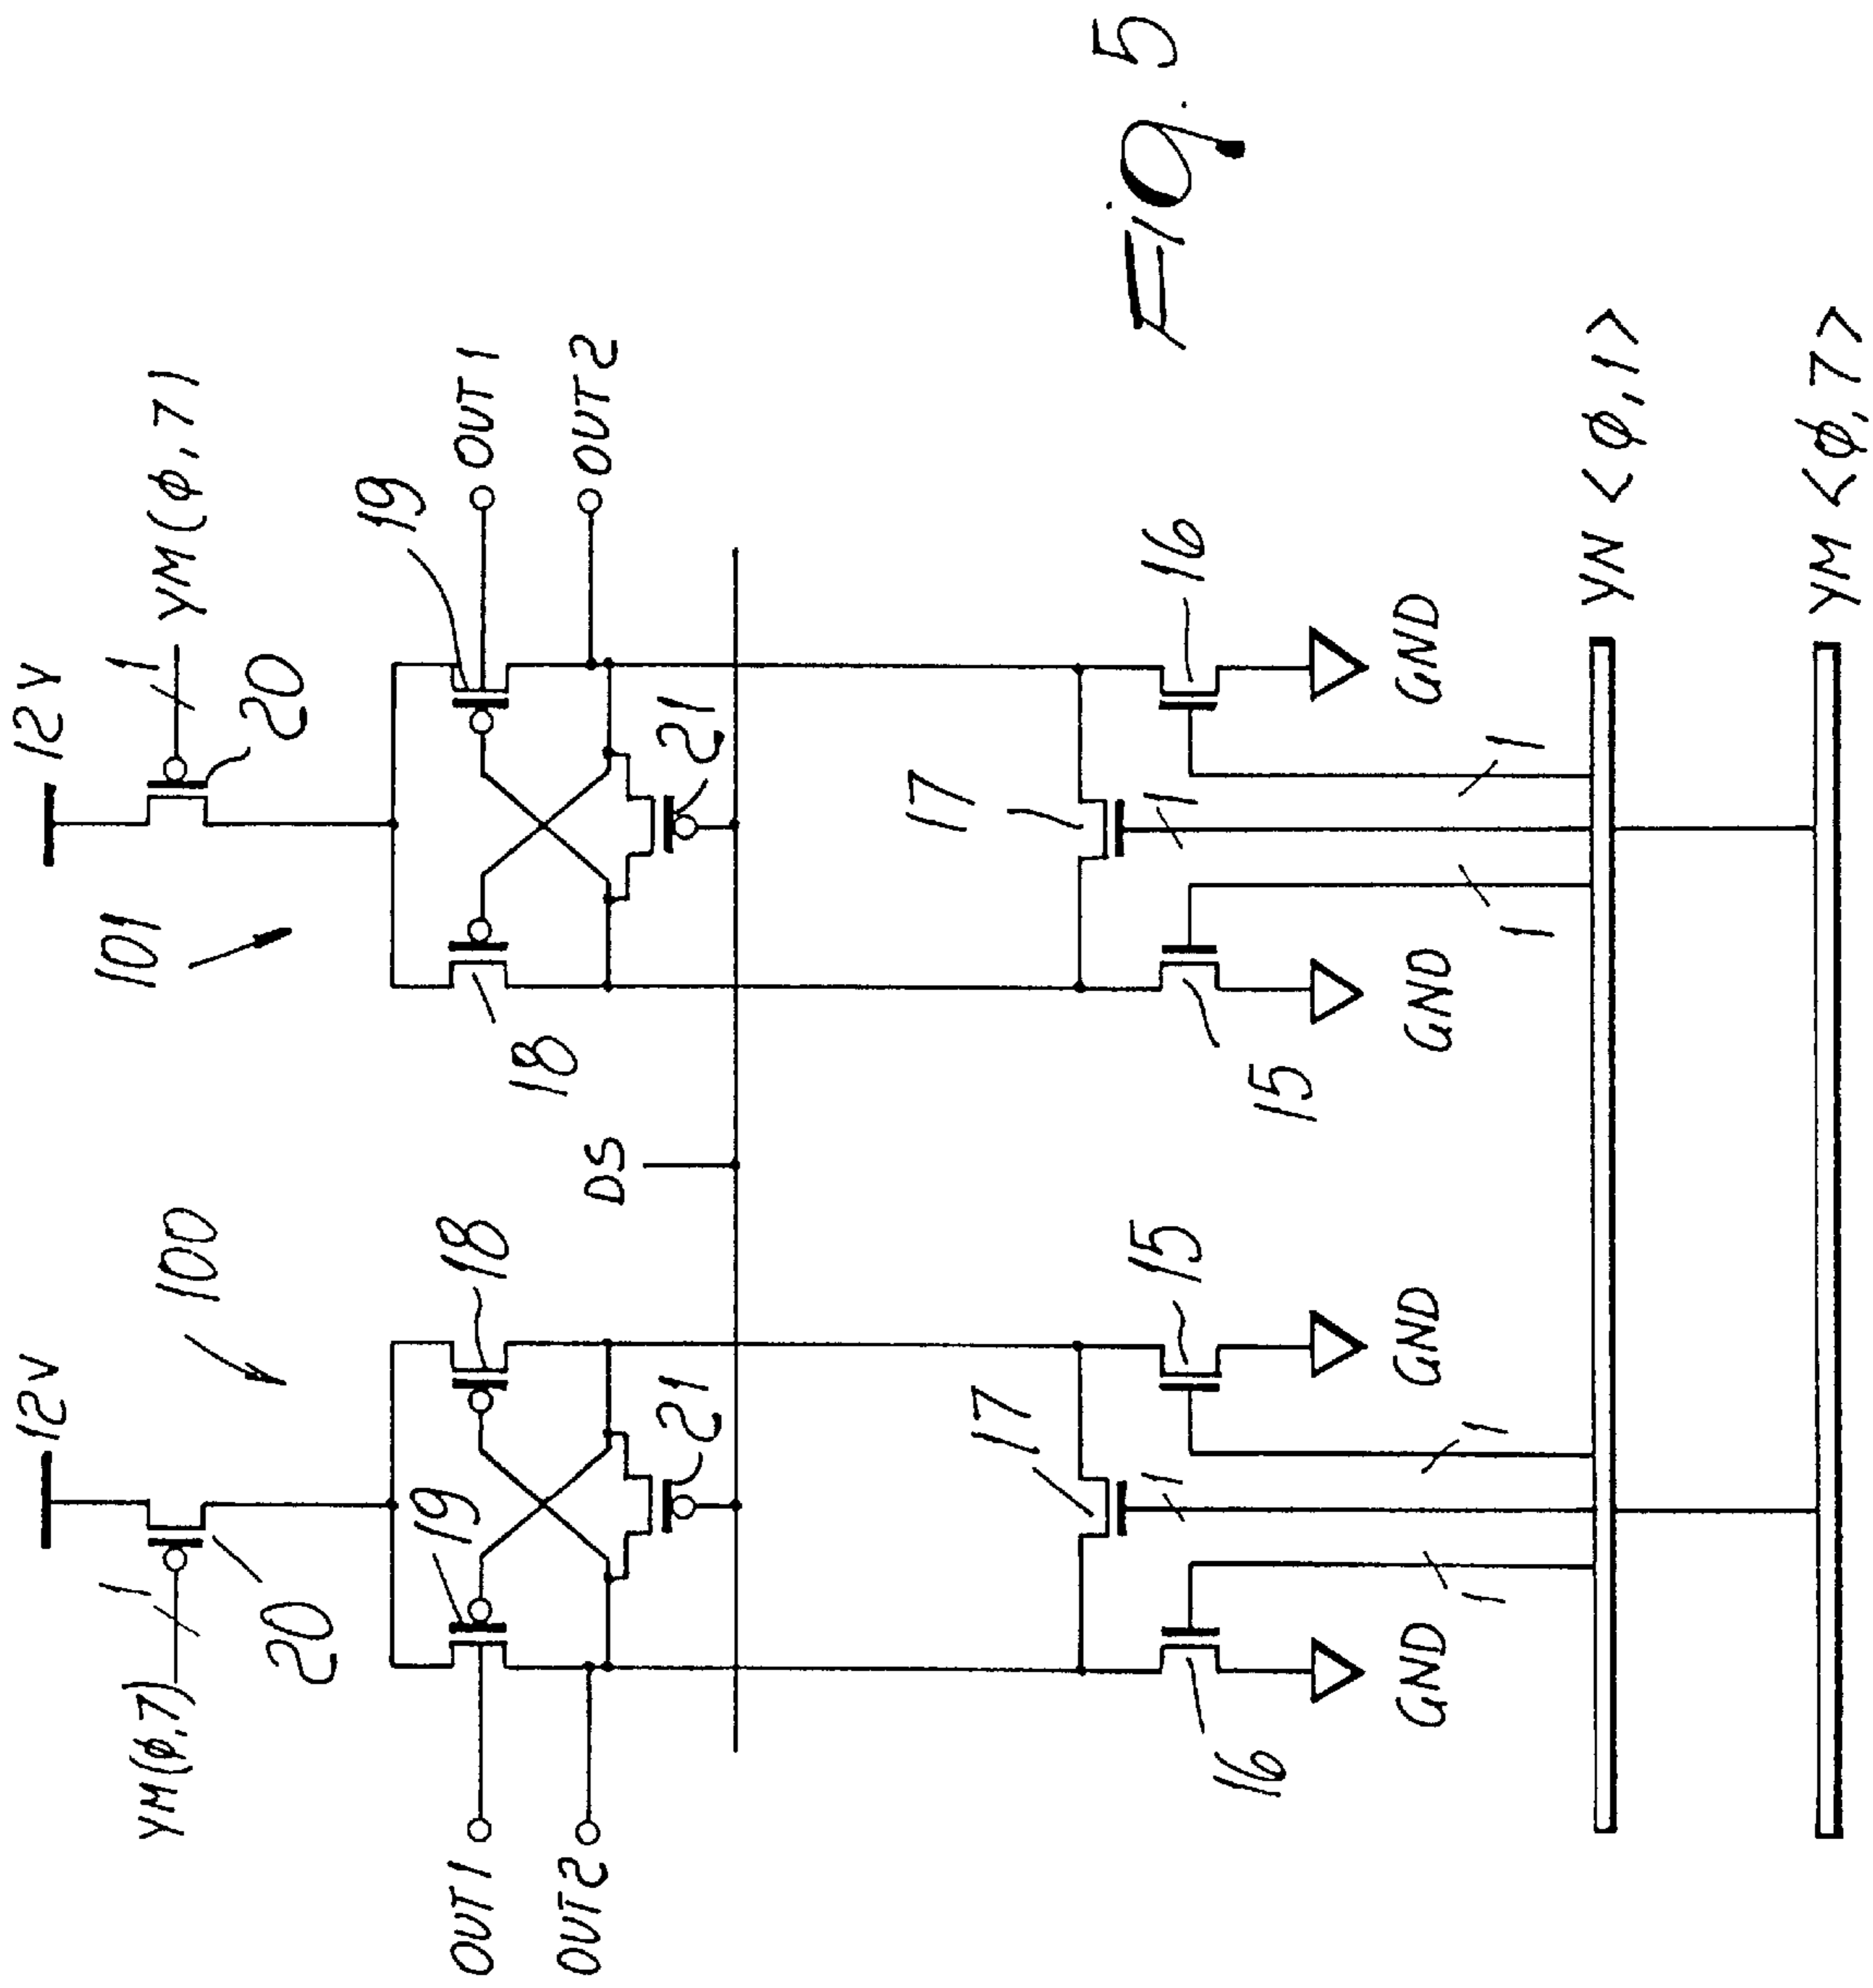 12V
YM(ϕ,7)
1
20
100
OUT1
OUT2
19
18
21
DS
17
16
15
1
1
1
GND
GND
12V
YM(ϕ,71
1
20
101
OUT1
OUT2
19
18
21
17
16
15
1
1
1
GND
GND
YN <ϕ,1>
YM <ϕ,7>
Fig. 5